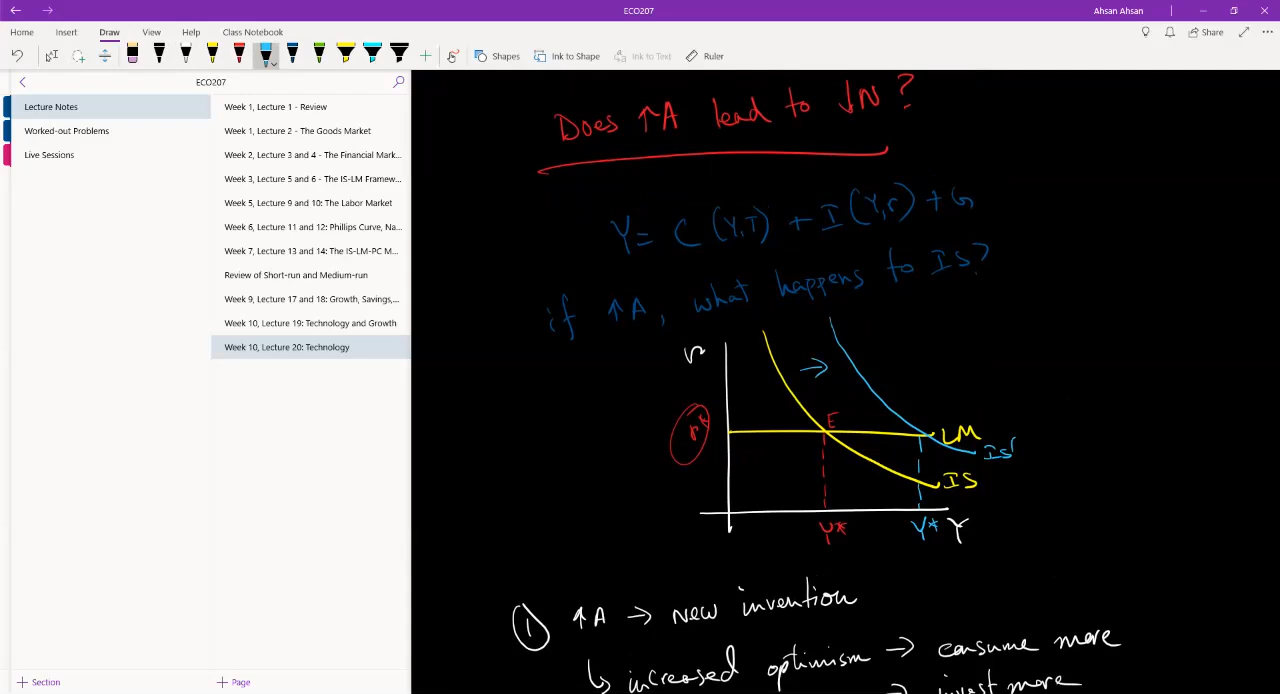 ECO207
Ahsan Ahsan
Home Insert Draw View Help Class Notebook
Share
Shapes Ink to Shape Ink to Text Ruler
ECO207
Lecture Notes
Worked-out Problems
Live Sessions
Week 1, Lecture 1 - Review
Week 1, Lecture 2 - The Goods Market
Week 2, Lecture 3 and 4 - The Financial Mark...
Week 3, Lecture 5 and 6 - The IS-LM Framew...
Week 5, Lecture 9 and 10: The Labor Market
Week 6, Lecture 11 and 12: Phillips Curve, Na...
Week 7, Lecture 13 and 14: The IS-LM-PC M...
Review of Short-run and Medium-run
Week 9, Lecture 17 and 18: Growth, Savings,...
Week 10, Lecture 19: Technology and Growth
Week 10, Lecture 20: Technology
+ Section
+ Page
Does ↑A lead to ↓N?
Y = C (Y,T) + I (Y,r) + G
if ↑A, what happens to IS?
r
→
r*
E
LM
IS'
IS
Y* Y* Y
① ↑A → new invention
↳ increased optimism → consume more
→ invest more